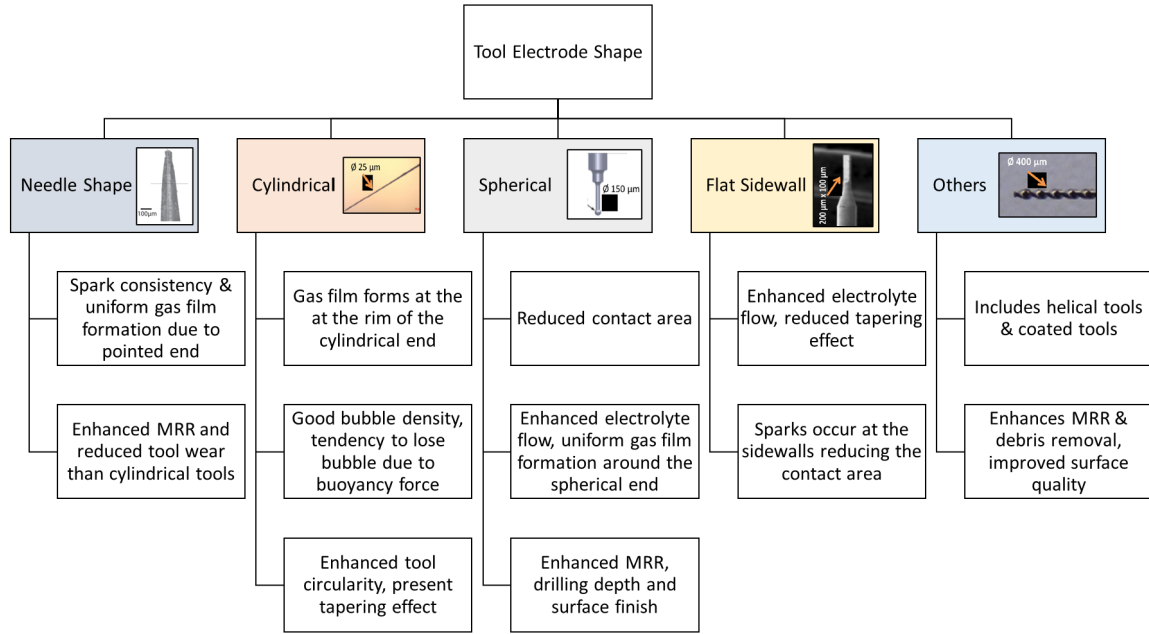 Tool Electrode Shape
Needle Shape
100μm
Cylindrical
Ø 25 μm
Spherical
Ø 150 μm
Flat Sidewall
200 μm x 100 μm
Others
Ø 400 μm
Spark consistency &
uniform gas film
formation due to
pointed end
Gas film forms at the
at the rim of the
cylindrical end
Reduced contact area
Enhanced electrolyte
flow, reduced tapering
effect
Includes helical tools
& coated tools
Enhanced MRR and
reduced tool wear
than cylindrical tools
Good bubble density,
tendency to lose
bubble due to
buoyancy force
Enhanced electrolyte
flow, uniform gas film
formation around the
spherical end
Sparks occur at the
sidewalls reducing the
contact area
Enhances MRR &
debris removal,
improved surface
quality
Enhanced tool
circularity, present
tapering effect
Enhanced MRR,
drilling depth and
surface finish